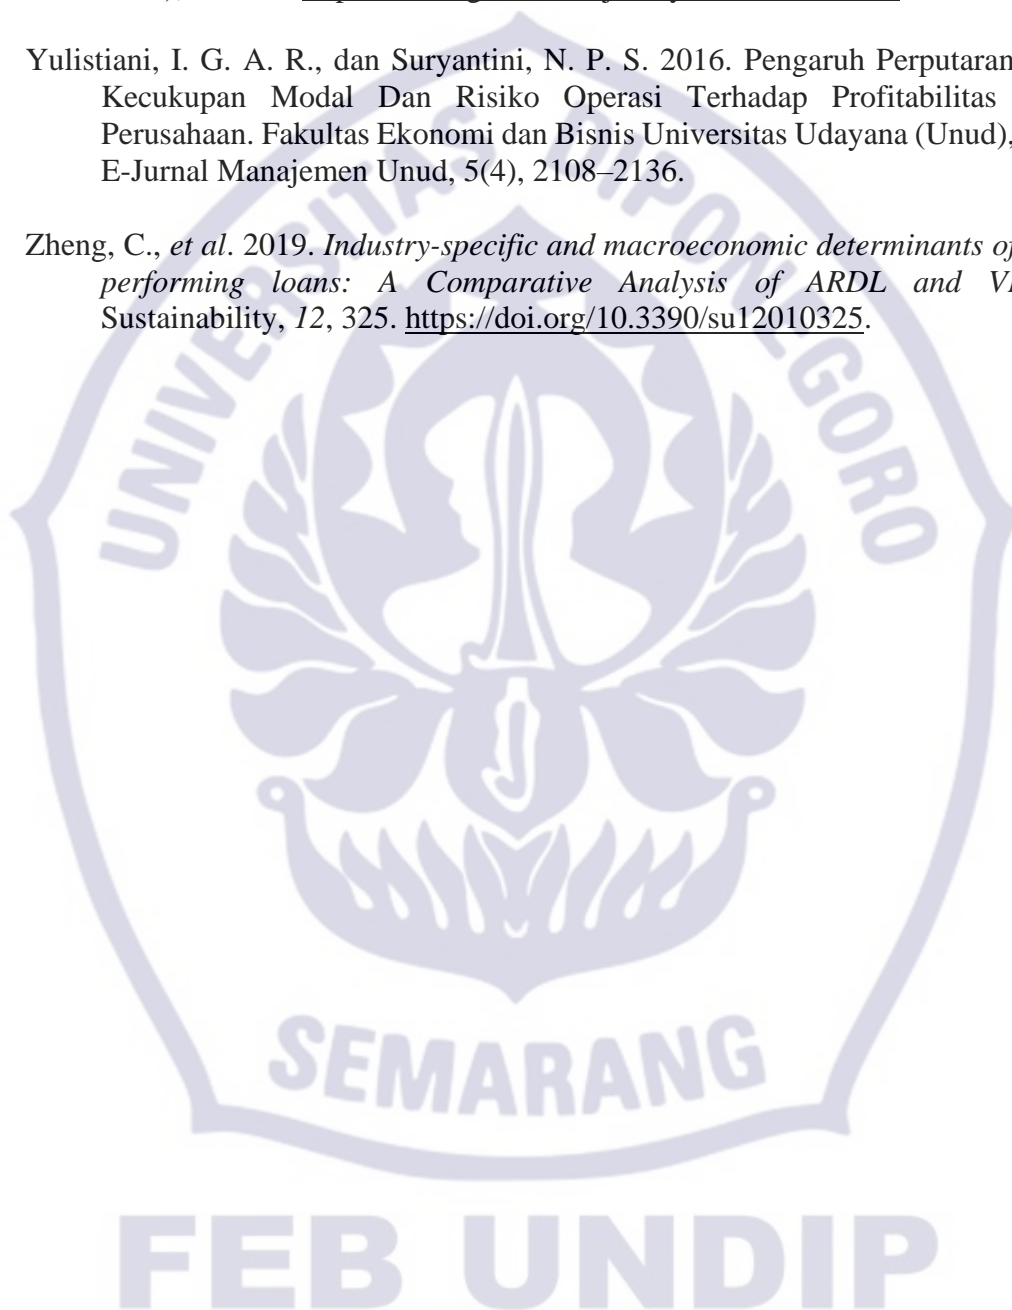 Yulistiani, I. G. A. R., dan Suryantini, N. P. S. 2016. Pengaruh Perputaran
Kecukupan Modal Dan Risiko Operasi Terhadap Profitabilitas
Perusahaan. Fakultas Ekonomi dan Bisnis Universitas Udayana (Unud),
E-Jurnal Manajemen Unud, 5(4), 2108–2136.
Zheng, C., et al. 2019. Industry-specific and macroeconomic determinants of
performing loans: A Comparative Analysis of ARDL and
Sustainability, 12, 325. https://doi.org/10.3390/su12010325.
UNIVERSITAS DIPONEGORO
SEMARANG
FEB UNDIP